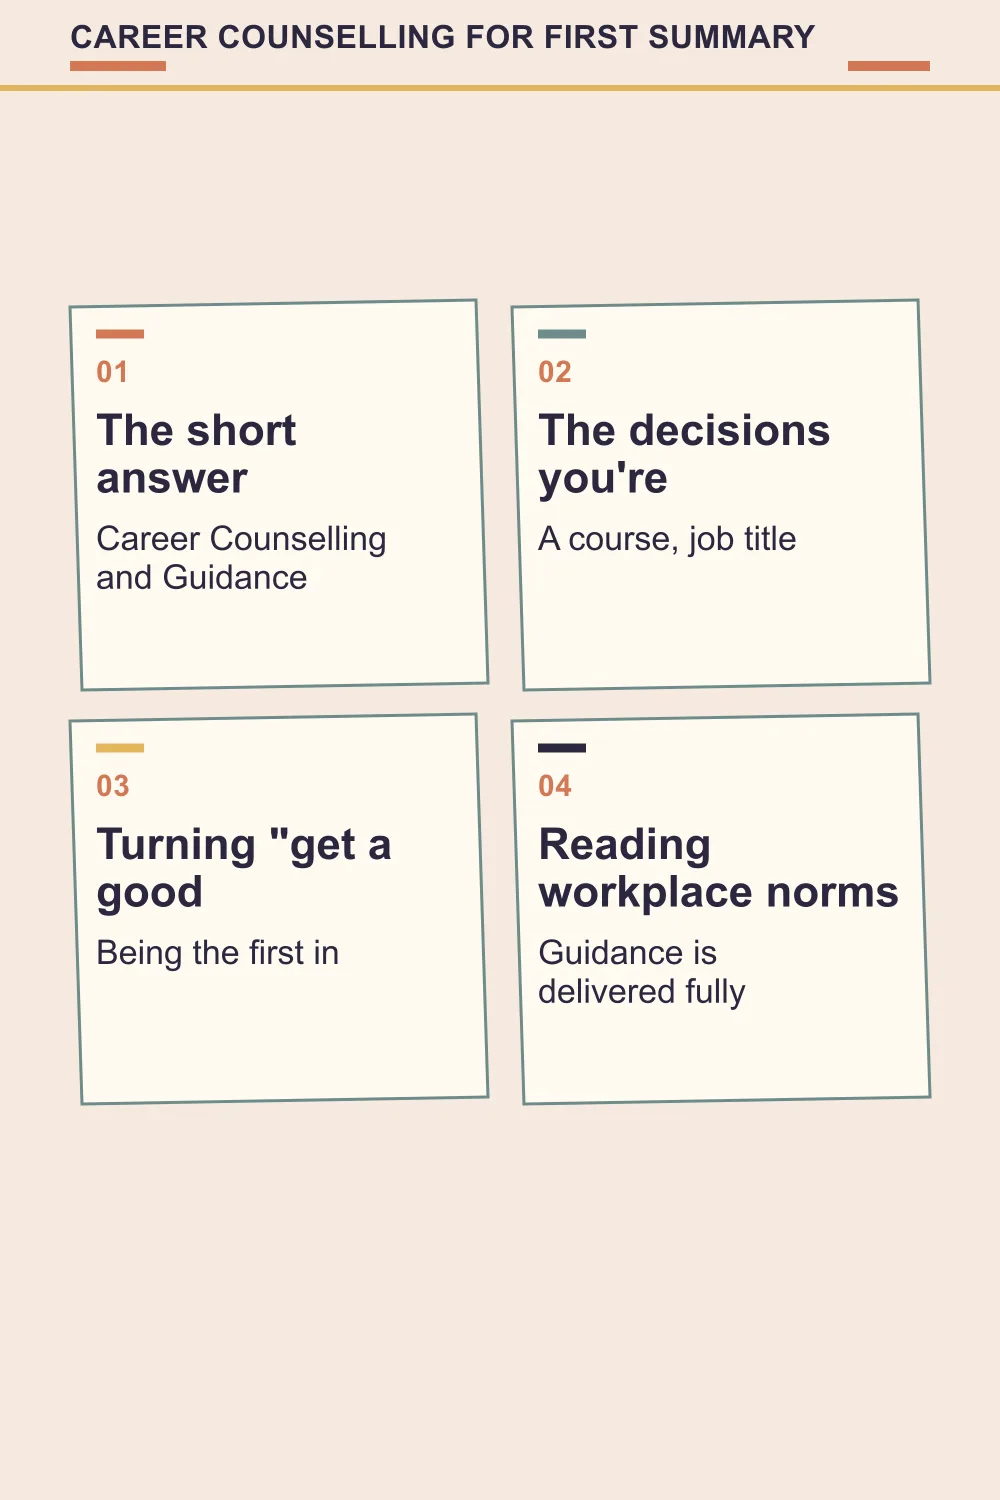 CAREER COUNSELLING FOR FIRST SUMMARY
01
The short
answer
Career Counselling
and Guidance
02
The decisions
you're
A course, job title
03
Turning "get a
good
Being the first in
04
Reading
workplace norms
Guidance is
delivered fully